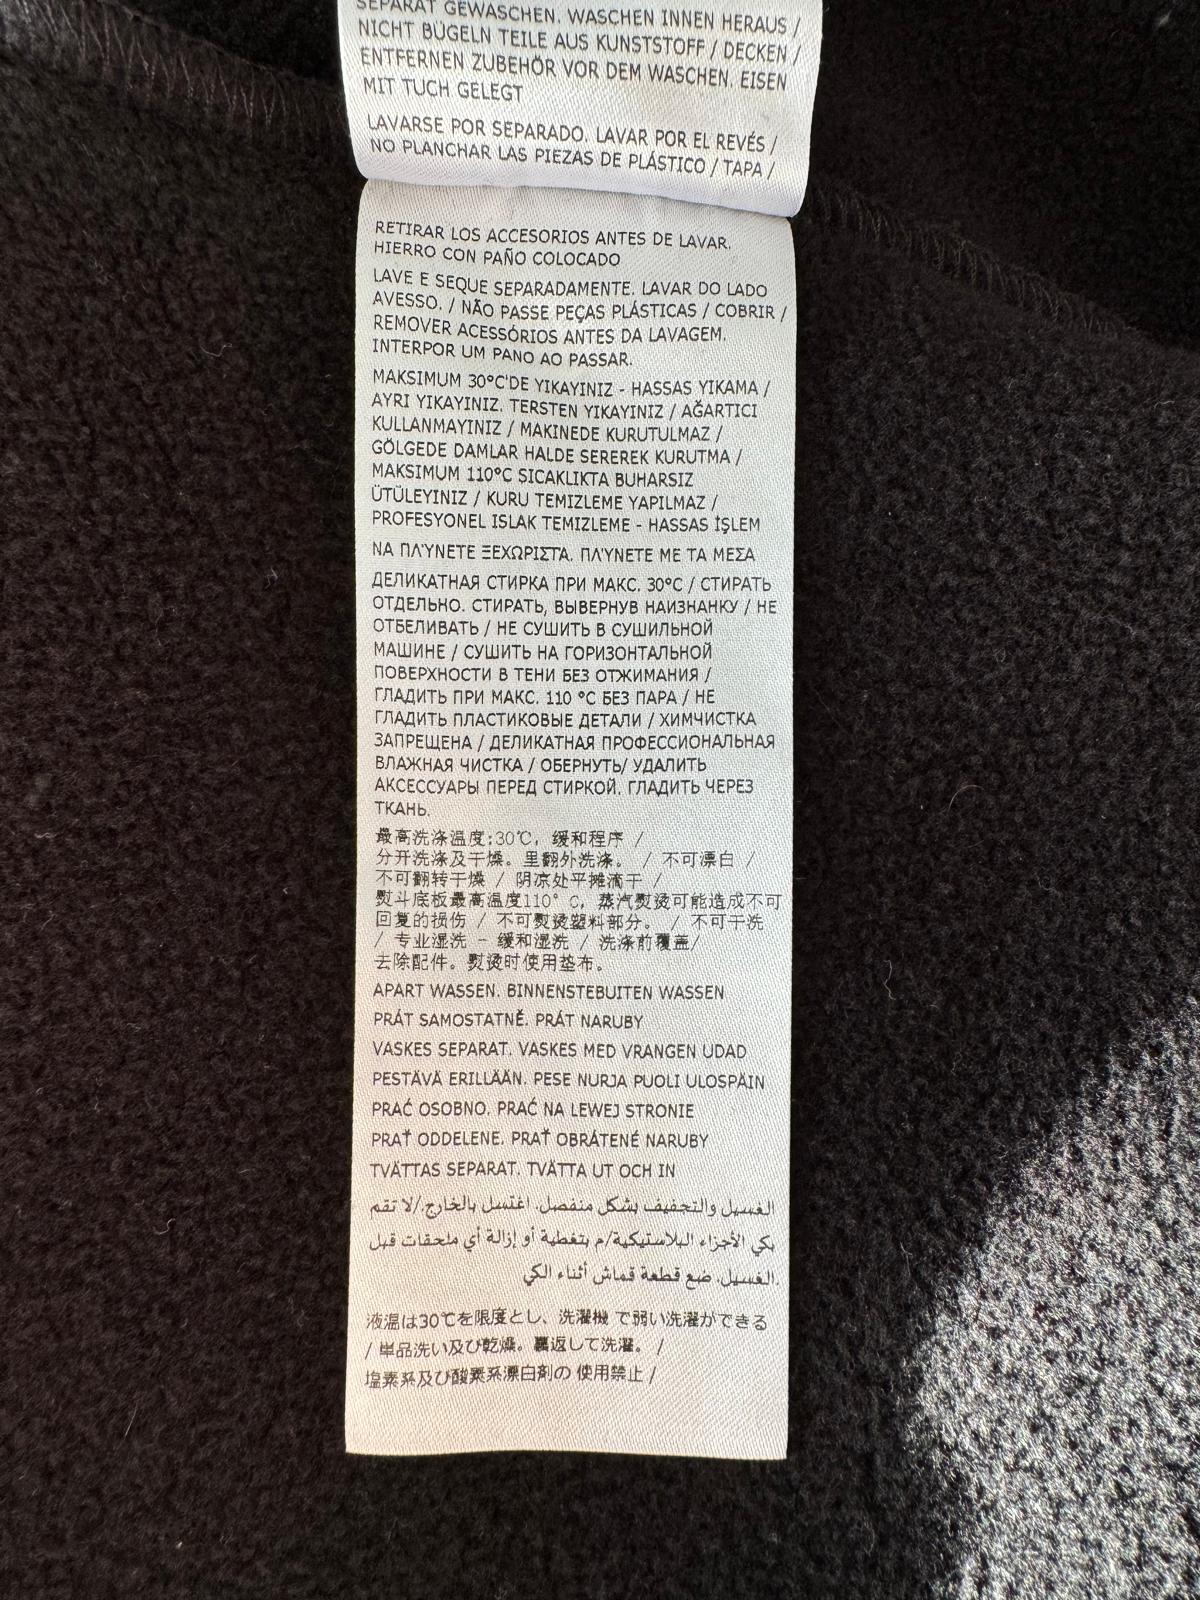 SEPARAT GEWASCHEN. WASCHEN INNEN HERAUS /
NICHT BÜGELN TEILE AUS KUNSTSTOFF / DECKEN /
ENTFERNEN ZUBEHÖR VOR DEM WASCHEN. EISEN
MIT TUCH GELEGT
LAVARSE POR SEPARADO. LAVAR POR EL REVÉS /
NO PLANCHAR LAS PIEZAS DE PLÁSTICO / TAPA /
RETIRAR LOS ACCESORIOS ANTES DE LAVAR.
HIERRO CON PAÑO COLOCADO
LAVE E SEQUE SEPARADAMENTE. LAVAR DO LADO
AVESSO. / NÃO PASSE PEÇAS PLÁSTICAS / COBRIR /
REMOVER ACESSÓRIOS ANTES DA LAVAGEM.
INTERPOR UM PANO AO PASSAR.
MAKSIMUM 30°C'DE YIKAYINIZ - HASSAS YIKAMA /
AYRI YIKAYINIZ. TERSTEN YIKAYINIZ / AĞARTICI
KULLANMAYINIZ / MAKINEDE KURUTULMAZ /
GÖLGEDE DAMLAR HALDE SEREREK KURUTMA /
MAKSIMUM 110°C SICAKLIKTA BUHARSIZ
ÜTÜLEYINIZ / KURU TEMIZLEME YAPILMAZ /
PROFESYONEL ISLAK TEMIZLEME - HASSAS İŞLEM
ΝΑ ΠΛΎΝΕΤΕ ΞΕΧΩΡΙΣΤΑ. ΠΛΎΝΕΤΕ ΜΕ ΤΑ ΜΕΣΑ
ДЕЛИКАТНАЯ СТИРКА ПРИ МАКС. 30°C / СТИРАТЬ
ОТДЕЛЬНО. СТИРАТЬ, ВЫВЕРНУВ НАИЗНАНКУ / НЕ
ОТБЕЛИВАТЬ / НЕ СУШИТЬ В СУШИЛЬНОЙ
МАШИНЕ / СУШИТЬ НА ГОРИЗОНТАЛЬНОЙ
ПОВЕРХНОСТИ В ТЕНИ БЕЗ ОТЖИМАНИЯ /
ГЛАДИТЬ ПРИ МАКС. 110 °C БЕЗ ПАРА / НЕ
ГЛАДИТЬ ПЛАСТИКОВЫЕ ДЕТАЛИ / ХИМЧИСТКА
ЗАПРЕЩЕНА / ДЕЛИКАТНАЯ ПРОФЕССИОНАЛЬНАЯ
ВЛАЖНАЯ ЧИСТКА / ОБЕРНУТЬ/ УДАЛИТЬ
АКСЕССУАРЫ ПЕРЕД СТИРКОЙ. ГЛАДИТЬ ЧЕРЕЗ
ТКАНЬ.
最高洗涤温度:30℃, 缓和程序 /
分开洗涤及干燥。里翻外洗涤。 / 不可漂白 /
不可翻转干燥 / 阴凉处平摊滴干 /
熨斗底板最高温度110° C, 蒸汽熨烫可能造成不可
回复的损伤 / 不可熨烫塑料部分。 / 不可干洗
/ 专业湿洗 - 缓和湿洗 / 洗涤前覆盖/
去除配件。熨烫时使用垫布。
APART WASSEN. BINNENSTEBUITEN WASSEN
PRÁT SAMOSTATNĚ. PRÁT NARUBY
VASKES SEPARAT. VASKES MED VRANGEN UDAD
PESTÄVÄ ERILLÄÄN. PESE NURJA PUOLI ULOSPÄIN
PRAĆ OSOBNO. PRAĆ NA LEWEJ STRONIE
PRAŤ ODDELENE. PRAŤ OBRÁTENÉ NARUBY
TVÄTTAS SEPARAT. TVÄTTA UT OCH IN
الغسيل والتجفيف بشكل منفصل. اغتسل بالخارج./لا تقم
بكي الأجزاء البلاستيكية/م بتغطية أو إزالة أي ملحقات قبل
الغسيل. ضع قطعة قماش أثناء الكي.
液温は30℃を限度とし、洗濯機 で弱い洗濯ができる
/ 単品洗い及び乾燥。裏返して洗濯。 /
塩素系及び酸素系漂白剤の 使用禁止 /